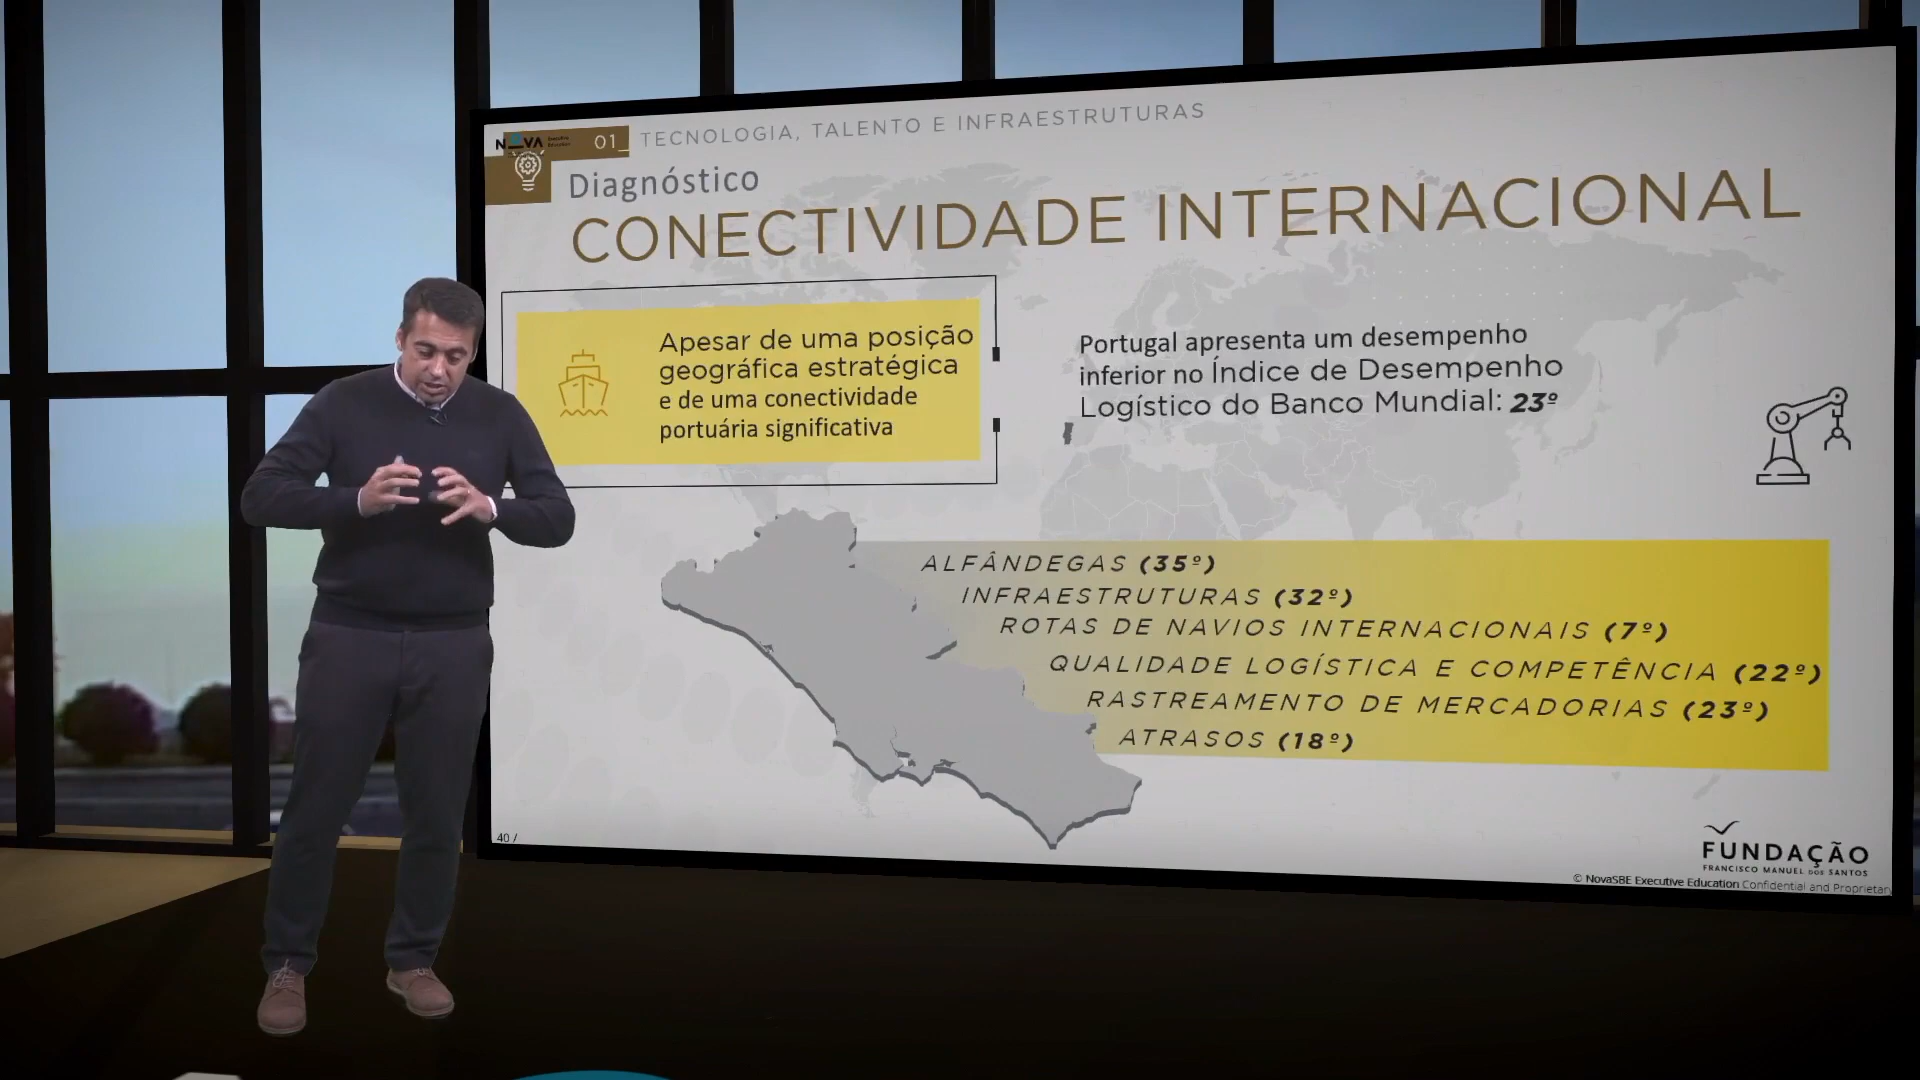 NOVA
01_
TECNOLOGIA, TALENTO E INFRAESTRUTURAS
Diagnóstico
CONECTIVIDADE INTERNACIONAL
Apesar de uma posição
geográfica estratégica
e de uma conectividade
portuária significativa
Portugal apresenta um desempenho
inferior no Índice de Desempenho
Logístico do Banco Mundial: 23º
ALFÂNDEGAS (35º)
INFRAESTRUTURAS (32º)
ROTAS DE NAVIOS INTERNACIONAIS (7º)
QUALIDADE LOGÍSTICA E COMPETÊNCIA (22º)
RASTREAMENTO DE MERCADORIAS (23º)
ATRASOS (18º)
40 /
FUNDAÇÃO
FRANCISCO MANUEL DOS SANTOS
© NovaSBE Executive Education Confidential and Proprietary